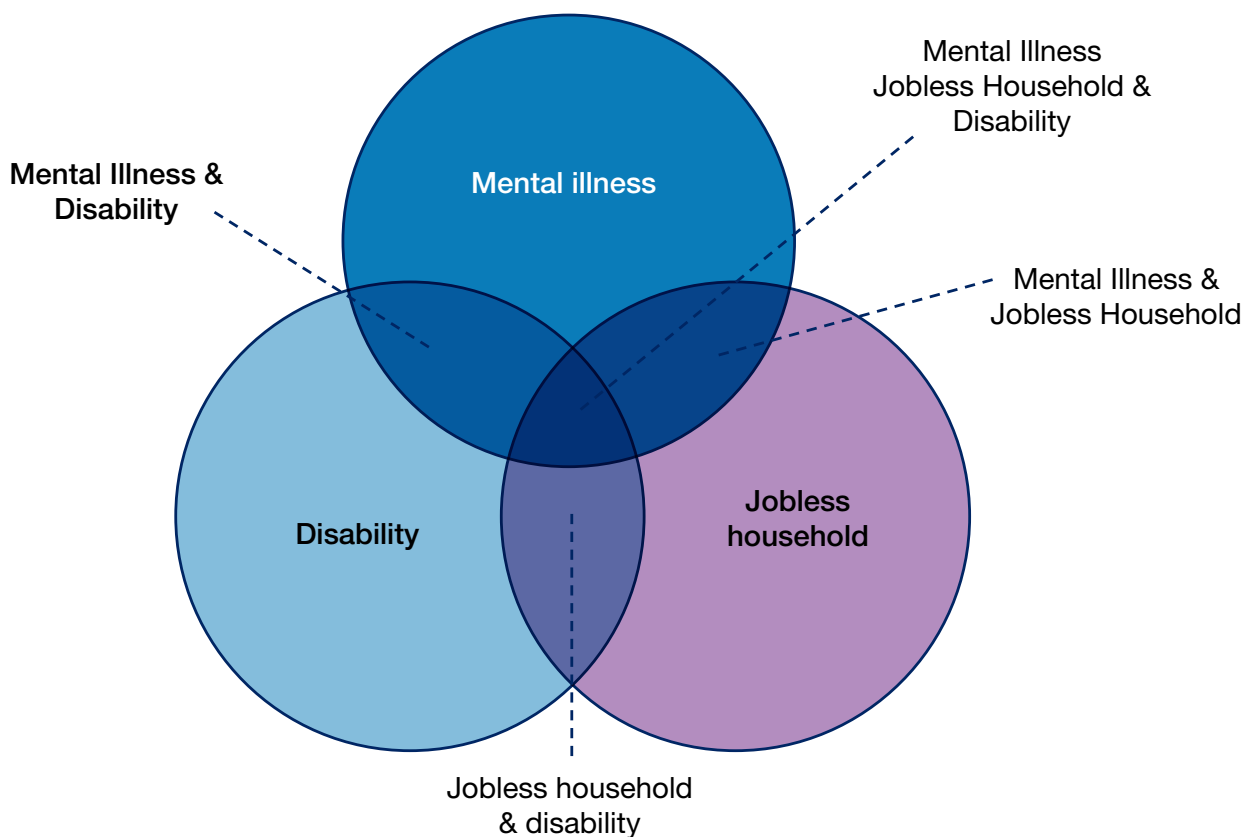 Mental Illness
Jobless Household &
Disability
Mental Illness &
Disability
Mental illness
Mental Illness &
Jobless Household
Disability
Jobless
household
Jobless household
& disability